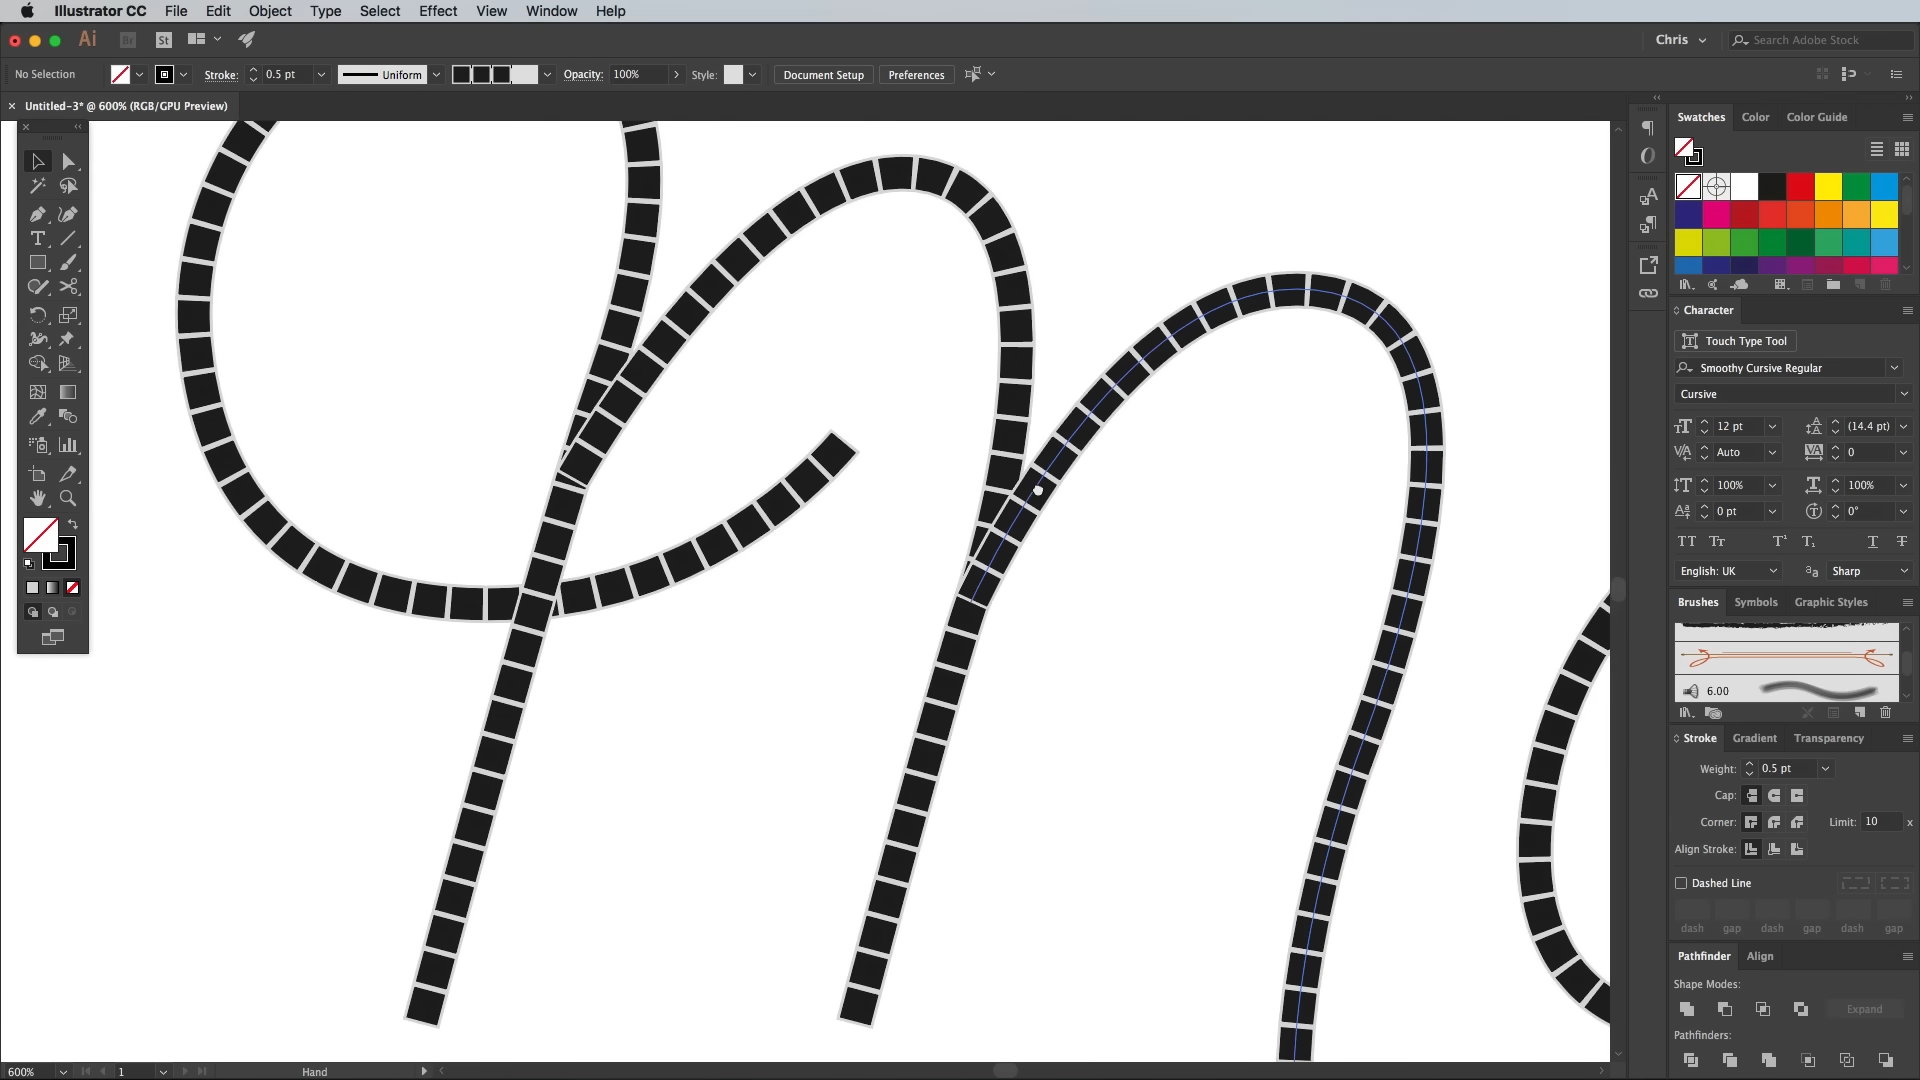 Illustrator CC File Edit Object Type Select Effect View Window Help
Ai Br St Chris Search Adobe Stock
No Selection Stroke: 0.5 pt Uniform Opacity: 100% Style: Document Setup Preferences
× Untitled-3* @ 600% (RGB/GPU Preview)
Swatches Color Color Guide
Character
Touch Type Tool
Smoothy Cursive Regular
Cursive
12 pt (14.4 pt)
Auto 0
100% 100%
0 pt 0°
English: UK Sharp
Brushes Symbols Graphic Styles
6.00
Stroke Gradient Transparency
Weight: 0.5 pt
Cap:
Corner: Limit: 10 x
Align Stroke:
Dashed Line
dash gap dash gap dash gap
Pathfinder Align
Shape Modes:
Expand
Pathfinders:
600% 1 Hand